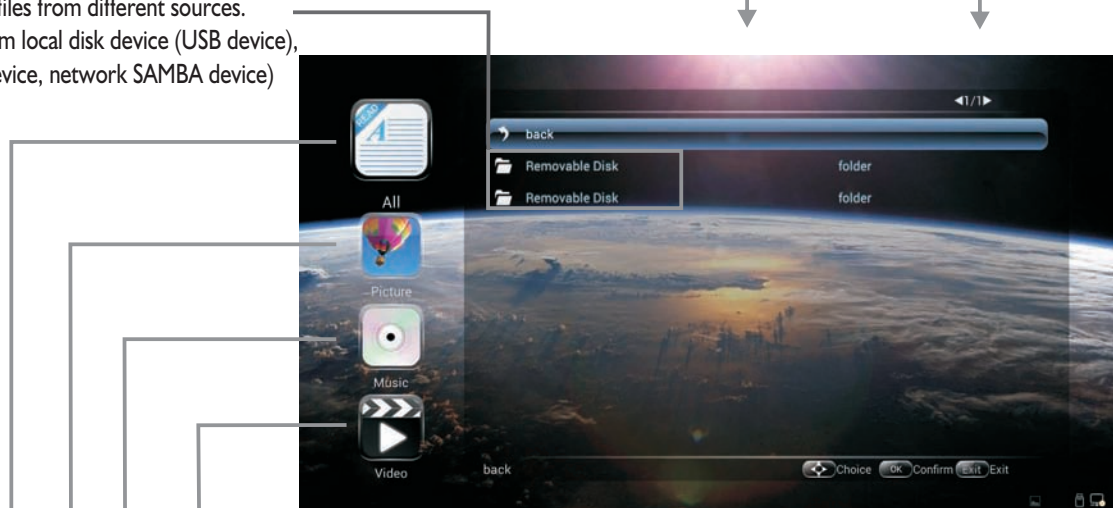 files from different sources.
m local disk device (USB device),
evice, network SAMBA device)
◀1/1▶
READ
A
All
Picture
Music
Video
back
Removable Disk folder
Removable Disk folder
back
Choice OK Confirm Exit Exit